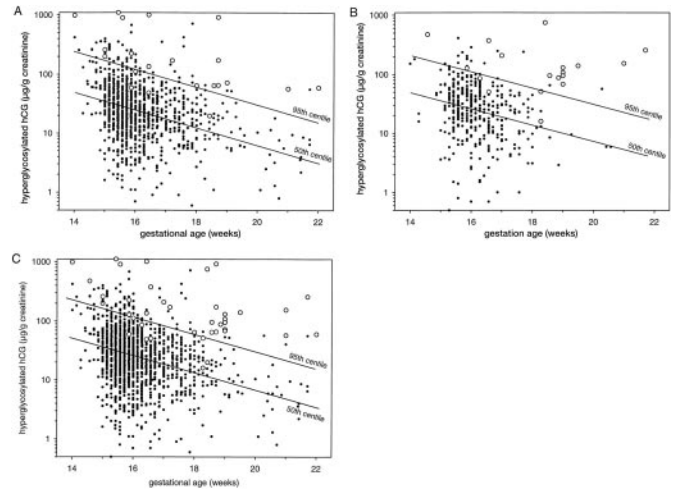 A
hyperglycosylated hCG (µg/g creatinine)
1000
100
10
1
95th centile
50th centile
14 16 18 20 22
gestational age (weeks)
B
hyperglycosylated hCG (µg/g creatinine)
1000
100
10
1
95th centile
50th centile
14 16 18 20 22
gestation age (weeks)
C
hyperglycosylated hCG (µg/g creatinine)
1000
100
10
1
95th centile
50th centile
14 16 18 20 22
gestational age (weeks)